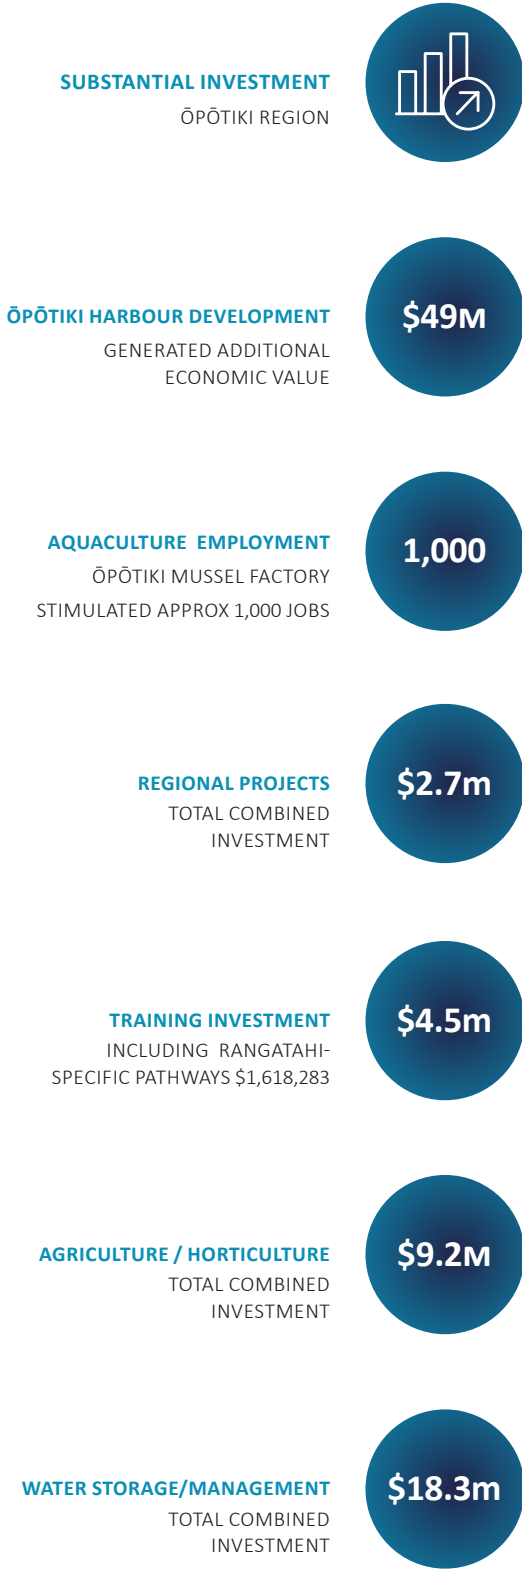 SUBSTANTIAL INVESTMENT
ŌPŌTIKI REGION
ŌPŌTIKI HARBOUR DEVELOPMENT
GENERATED ADDITIONAL
ECONOMIC VALUE
$49M
AQUACULTURE EMPLOYMENT
ŌPŌTIKI MUSSEL FACTORY
STIMULATED APPROX 1,000 JOBS
1,000
REGIONAL PROJECTS
TOTAL COMBINED
INVESTMENT
$2.7m
TRAINING INVESTMENT
INCLUDING RANGATAHI-
SPECIFIC PATHWAYS $1,618,283
$4.5m
AGRICULTURE / HORTICULTURE
TOTAL COMBINED
INVESTMENT
$9.2M
WATER STORAGE/MANAGEMENT
TOTAL COMBINED
INVESTMENT
$18.3m